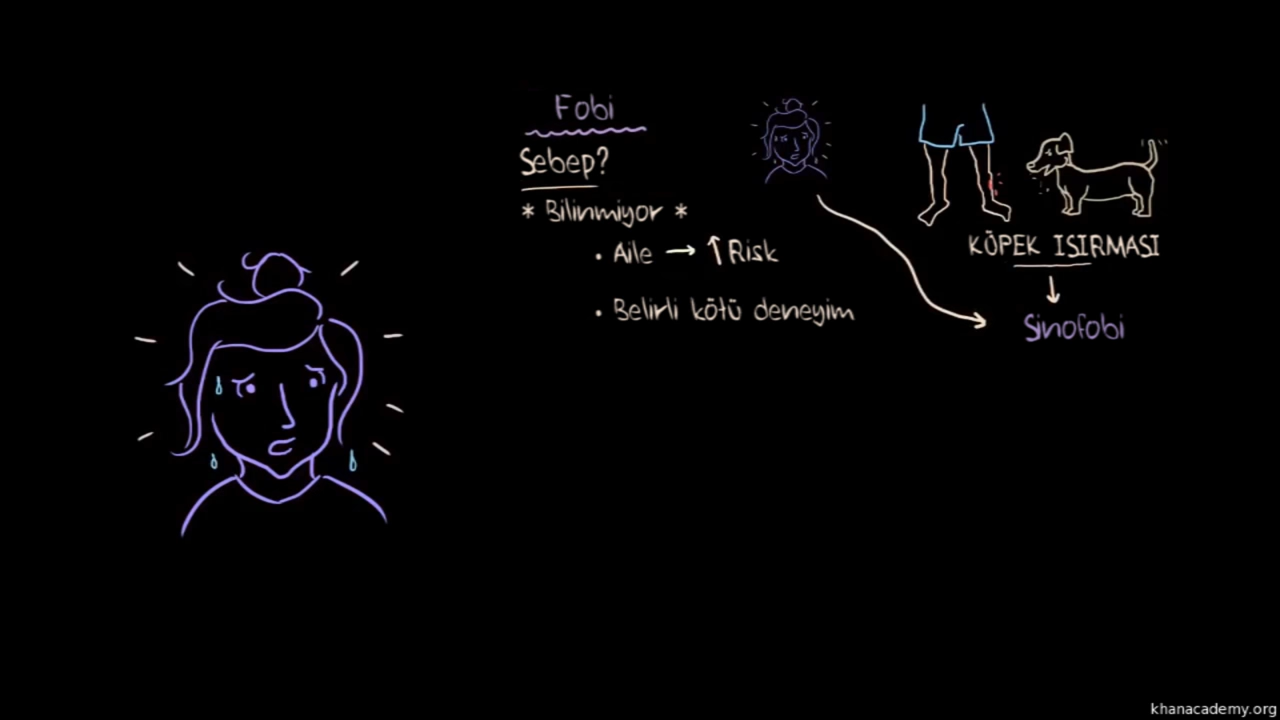 Fobi
Sebep?
* Bilinmiyor *
• Aile → ↑ Risk
• Belirli kötü deneyim
KÖPEK ISIRMASI
Sinofobi
khanacademy.org